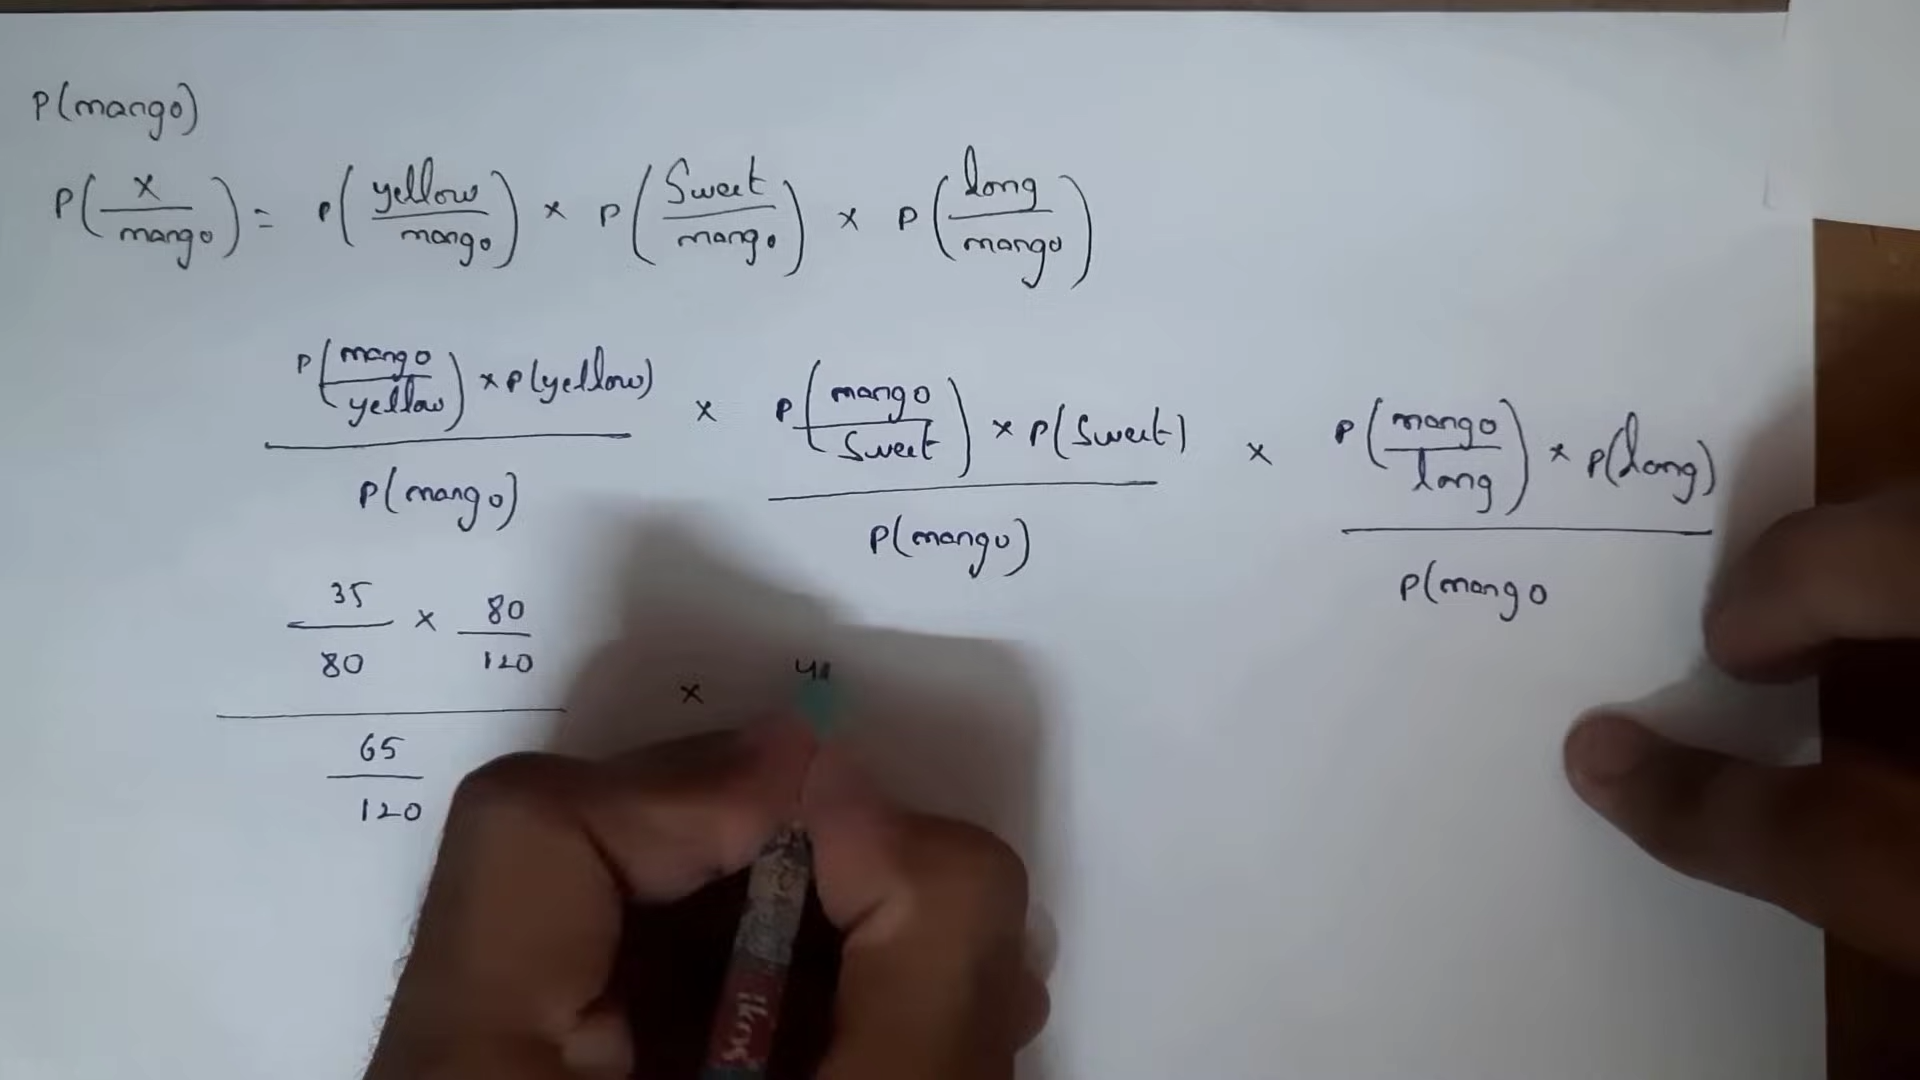 P(mango)
P(x/mango) = P(yellow/mango) × P(Sweet/mango) × P(long/mango)
P(mango/yellow) × P(yellow) × P(mango/Sweet) × P(Sweet) × P(mango/long) × P(long)
P(mango) P(mango) P(mango
35/80 × 80/120 ×
65/120